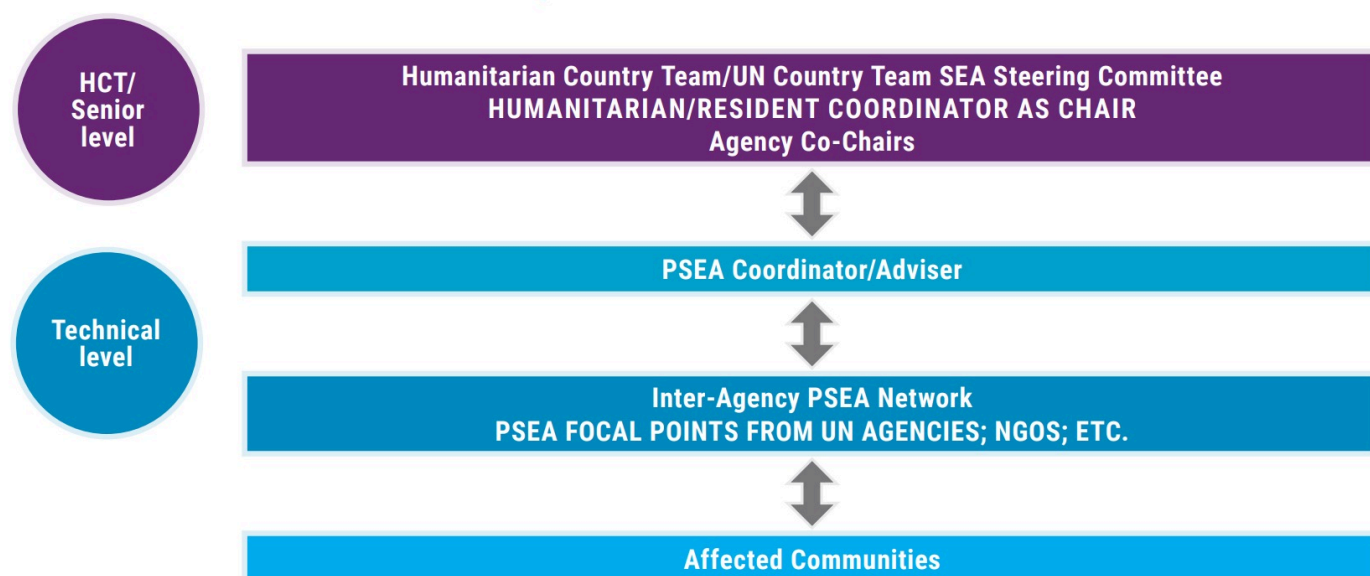 HCT/
Senior
level
Humanitarian Country Team/UN Country Team SEA Steering Committee
HUMANITARIAN/RESIDENT COORDINATOR AS CHAIR
Agency Co-Chairs
PSEA Coordinator/Adviser
Technical
level
Inter-Agency PSEA Network
PSEA FOCAL POINTS FROM UN AGENCIES; NGOS; ETC.
Affected Communities